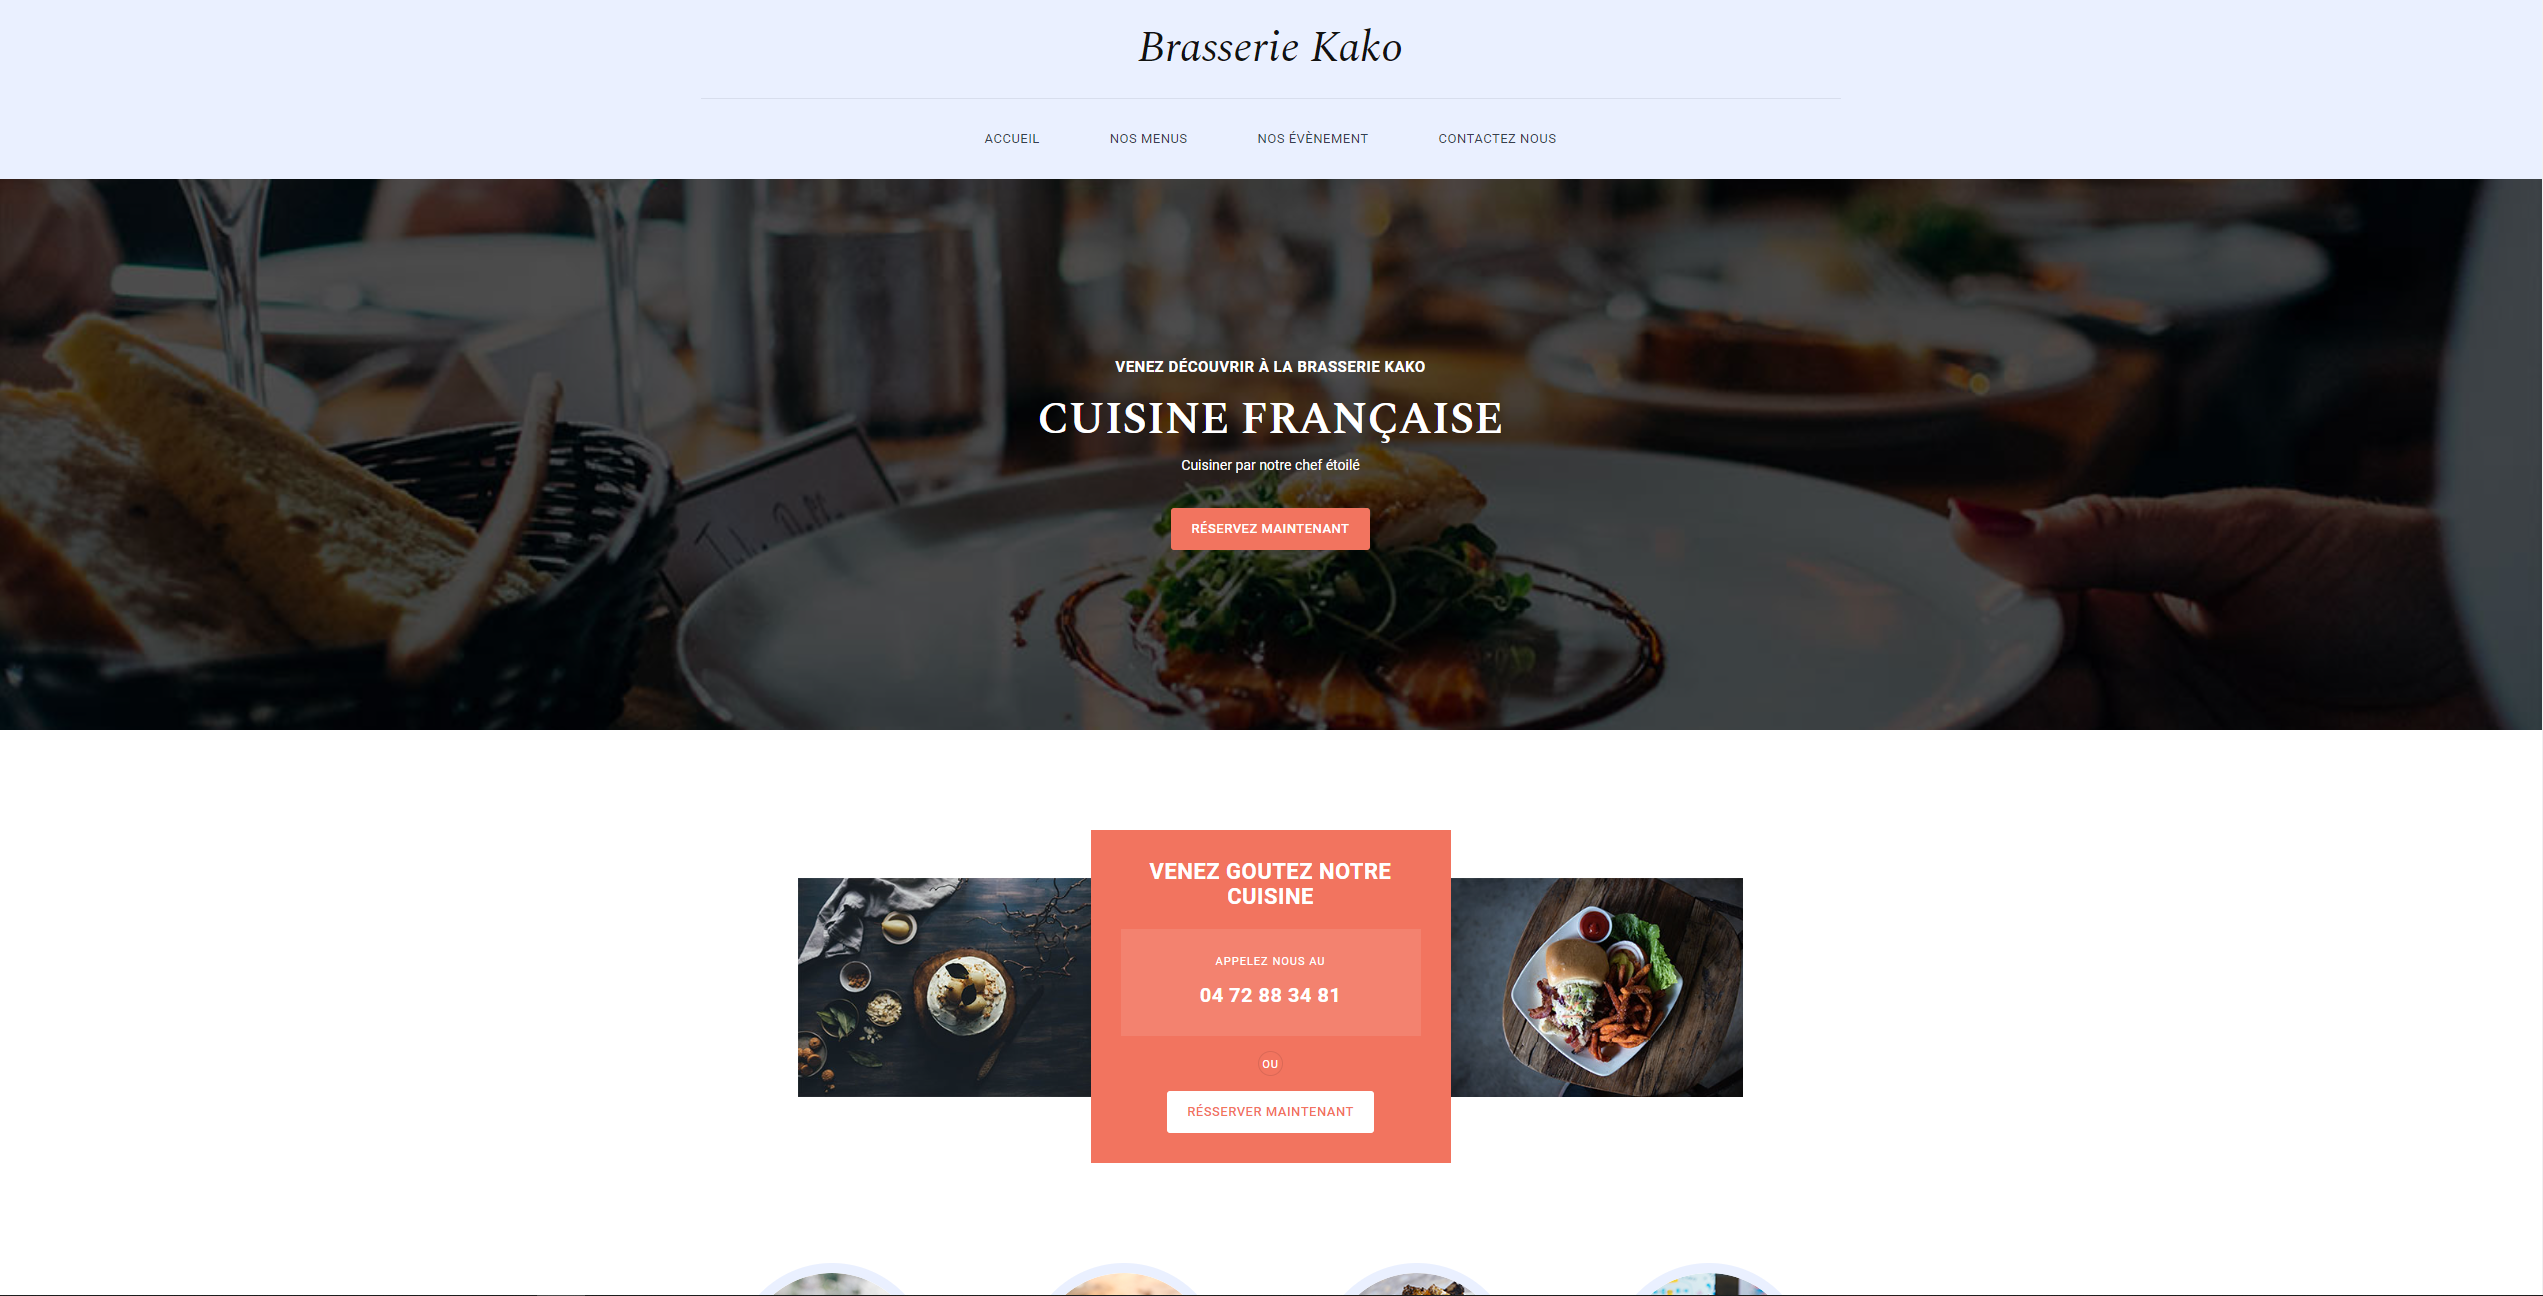 Brasserie Kako
ACCUEIL NOS MENUS NOS ÉVÈNEMENT CONTACTEZ NOUS
VENEZ DÉCOUVRIR À LA BRASSERIE KAKO
CUISINE FRANÇAISE
Cuisiner par notre chef étoilé
RÉSERVEZ MAINTENANT
VENEZ GOUTEZ NOTRE
CUISINE
APPELEZ NOUS AU
04 72 88 34 81
OU
RÉSSERVER MAINTENANT